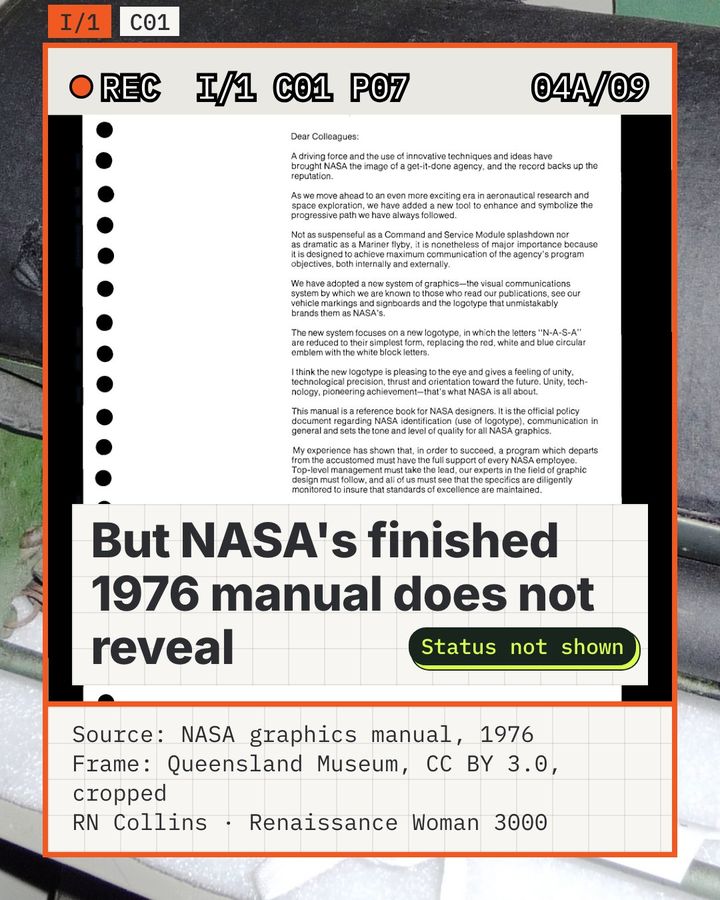 I/1 C01
REC I/1 C01 P07 04A/09
Dear Colleagues:
A driving force and the use of innovative techniques and ideas have
brought NASA the image of a get-it-done agency, and the record backs up the
reputation.
As we move ahead to an even more exciting era in aeronautical research and
space exploration, we have added a new tool to enhance and symbolize the
progressive path we have always followed.
Not as suspenseful as a Command and Service Module splashdown nor
as dramatic as a Mariner flyby, it is nonetheless of major importance because
it is designed to achieve maximum communication of the agency's program
objectives, both internally and externally.
We have adopted a new system of graphics—the visual communications
system by which we are known to those who read our publications, see our
vehicle markings and signboards and the logotype that unmistakably
brands them as NASA's.
The new system focuses on a new logotype, in which the letters "N-A-S-A"
are reduced to their simplest form, replacing the red, white and blue circular
emblem with the white block letters.
I think the new logotype is pleasing to the eye and gives a feeling of unity,
technological precision, thrust and orientation toward the future. Unity, tech-
nology, pioneering achievement—that's what NASA is all about.
This manual is a reference book for NASA designers. It is the official policy
document regarding NASA identification (use of logotype), communication in
general and sets the tone and level of quality for all NASA graphics.
My experience has shown that, in order to succeed, a program which departs
from the accustomed must have the full support of every NASA employee.
Top-level management must take the lead, our experts in the field of graphic
design must follow, and all of us must see that the specifics are diligently
monitored to insure that standards of excellence are maintained.
But NASA's finished
1976 manual does not
reveal
Status not shown
Source: NASA graphics manual, 1976
Frame: Queensland Museum, CC BY 3.0,
cropped
RN Collins · Renaissance Woman 3000